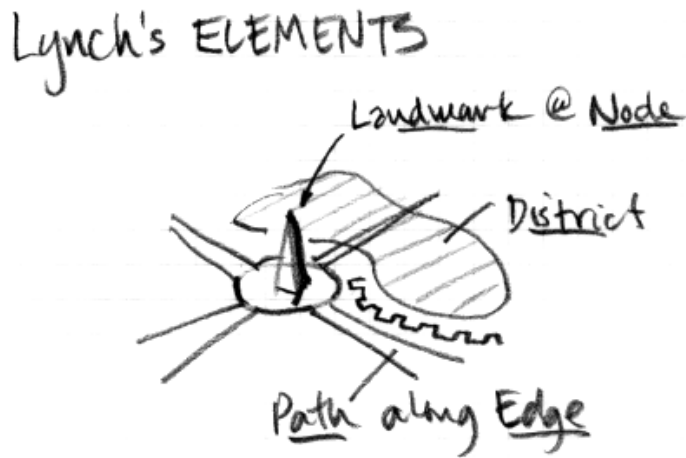 Lynch's ELEMENTS
Landmark @ Node
District
Path along Edge